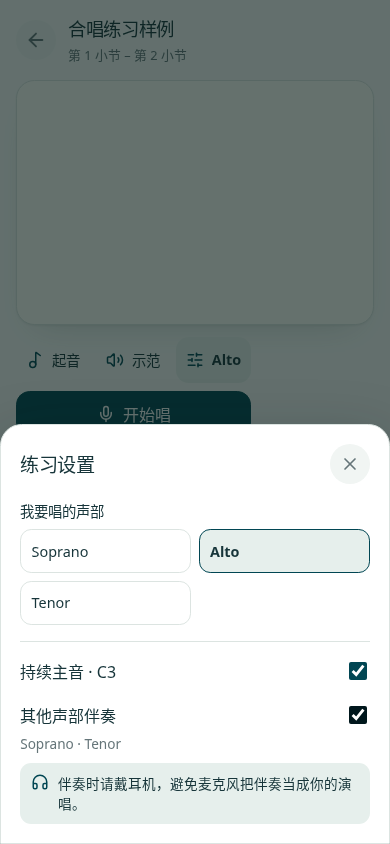 合唱练习样例
第 1 小节 – 第 2 小节
起音
示范
Alto
开始唱
练习设置
我要唱的声部
Soprano
Alto
Tenor
持续主音 · C3
其他声部伴奏
Soprano · Tenor
伴奏时请戴耳机，避免麦克风把伴奏当成你的演
唱。